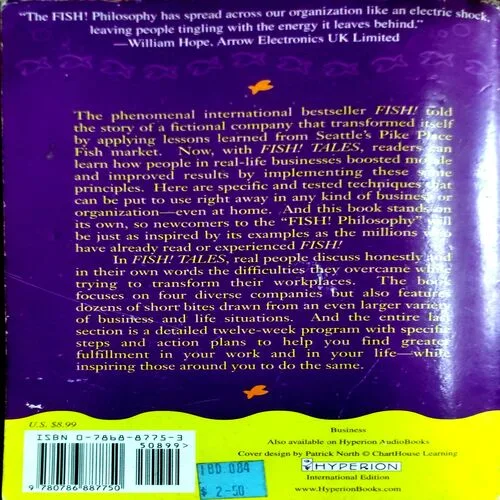 "The FISH! Philosophy has spread across our organization like an electric shock,
leaving people tingling with the energy it leaves behind."
—William Hope, Arrow Electronics UK Limited
The phenomenal international bestseller FISH! told
the story of a fictional company that transformed itself
by applying lessons learned from Seattle's Pike Place
Fish market. Now, with FISH! TALES, readers can
learn how people in real-life businesses boosted morale
and improved results by implementing these same
principles. Here are specific and tested techniques that
can be put to use right away in any kind of business or
organization—even at home. And this book stands on
its own, so newcomers to the "FISH! Philosophy" will
be just as inspired by its examples as the millions who
have already read or experienced FISH!
In FISH! TALES, real people discuss honestly and
in their own words the difficulties they overcame while
trying to transform their workplaces. The book
focuses on four diverse companies but also features
dozens of short bites drawn from an even larger variety
of business and life situations. And the entire last
section is a detailed twelve-week program with specific
steps and action plans to help you find greater
fulfillment in your work and in your life—while
inspiring those around you to do the same.
U.S. $8.99
ISBN 0-7868-8775-3
50899>
9 780786 887750
100 084
$ 2-50
Business
Also available on Hyperion AudioBooks
Cover design by Patrick North © ChartHouse Learning
HYPERION
International Edition
www.HyperionBooks.com